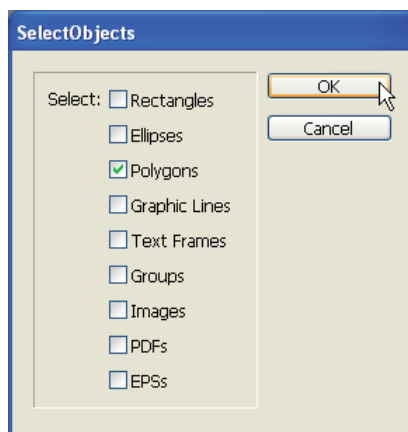 SelectObjects
Select: Rectangles OK
Ellipses Cancel
Polygons
Graphic Lines
Text Frames
Groups
Images
PDFs
EPSs